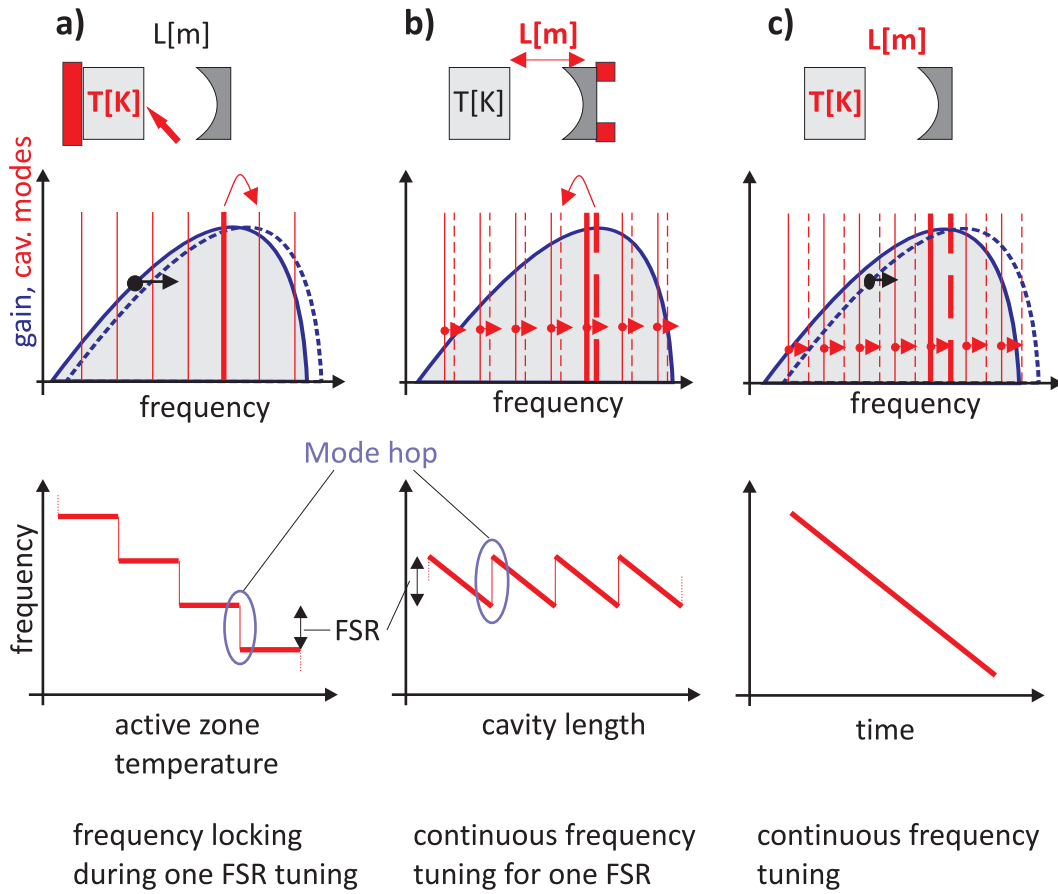 a)
L[m]
T[K]
b)
L[m]
T[K]
c)
L[m]
T[K]
gain, cav. modes
frequency
frequency
frequency
Mode hop
frequency
FSR
active zone
temperature
cavity length
time
frequency locking
during one FSR tuning
continuous frequency
tuning for one FSR
continuous frequency
tuning